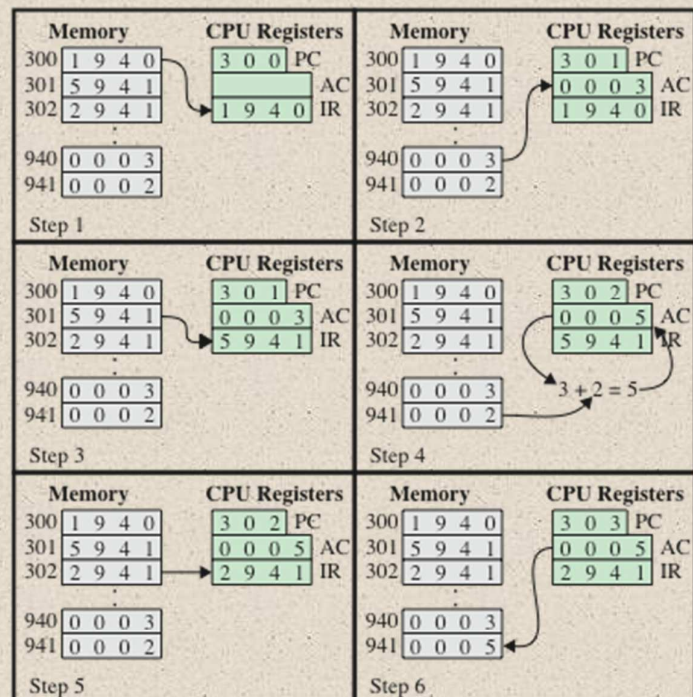 Memory CPU Registers
300 1 9 4 0 3 0 0 PC
301 5 9 4 1 AC
302 2 9 4 1 1 9 4 0 IR
940 0 0 0 3
941 0 0 0 2
Step 1
Memory CPU Registers
300 1 9 4 0 3 0 1 PC
301 5 9 4 1 0 0 0 3 AC
302 2 9 4 1 1 9 4 0 IR
940 0 0 0 3
941 0 0 0 2
Step 2
Memory CPU Registers
300 1 9 4 0 3 0 1 PC
301 5 9 4 1 0 0 0 3 AC
302 2 9 4 1 5 9 4 1 IR
940 0 0 0 3
941 0 0 0 2
Step 3
Memory CPU Registers
300 1 9 4 0 3 0 2 PC
301 5 9 4 1 0 0 0 5 AC
302 2 9 4 1 5 9 4 1 IR
940 0 0 0 3 3 + 2 = 5
941 0 0 0 2
Step 4
Memory CPU Registers
300 1 9 4 0 3 0 2 PC
301 5 9 4 1 0 0 0 5 AC
302 2 9 4 1 2 9 4 1 IR
940 0 0 0 3
941 0 0 0 2
Step 5
Memory CPU Registers
300 1 9 4 0 3 0 3 PC
301 5 9 4 1 0 0 0 5 AC
302 2 9 4 1 2 9 4 1 IR
940 0 0 0 3
941 0 0 0 5
Step 6